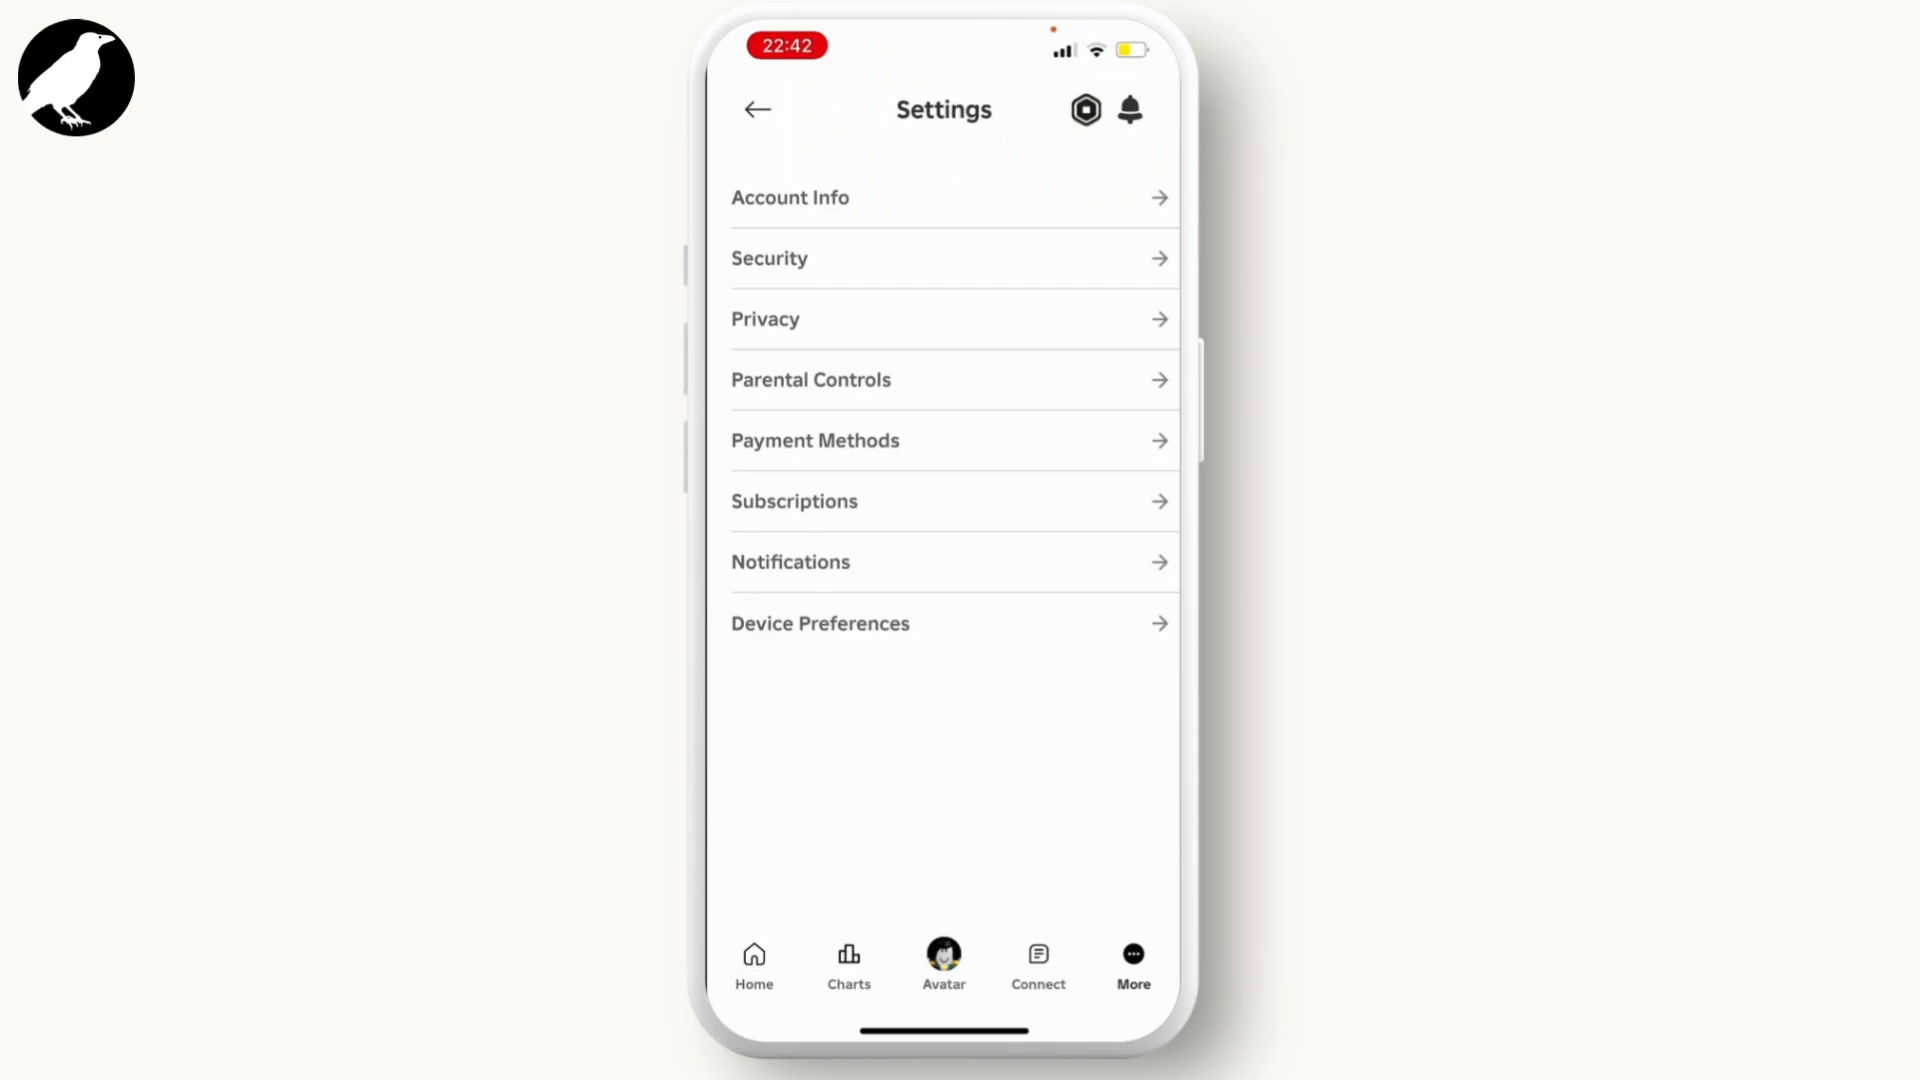 22:42
Settings
Account Info
Security
Privacy
Parental Controls
Payment Methods
Subscriptions
Notifications
Device Preferences
Home
Charts
Avatar
Connect
More